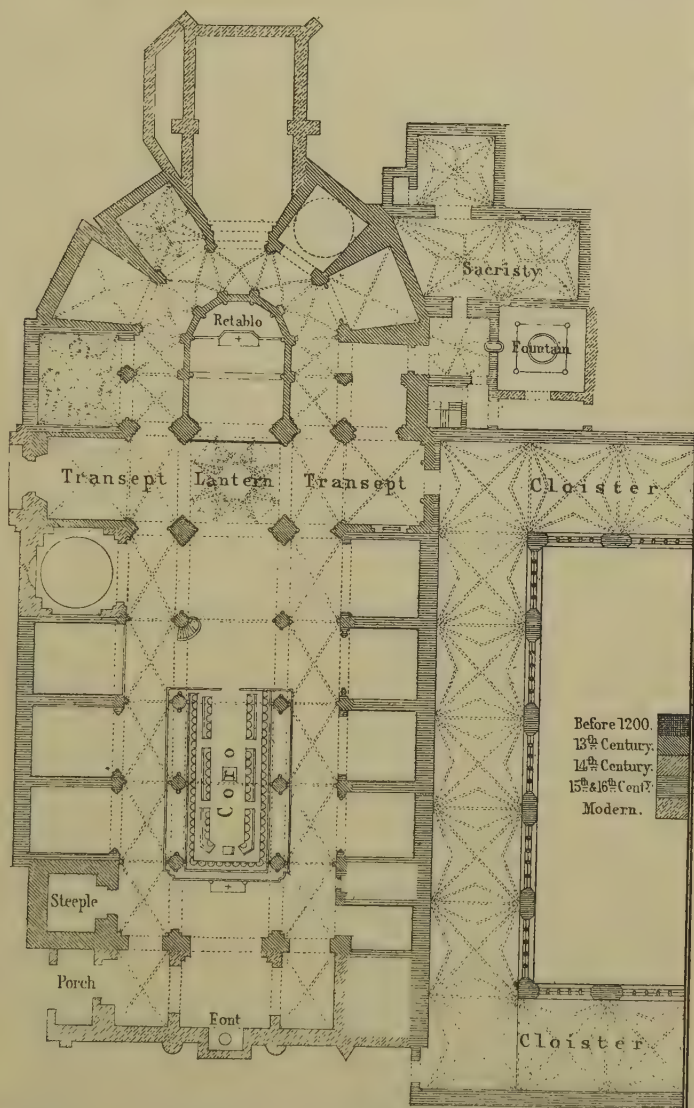 Retablo
Sacristy
Fountain
Transept
Lantern
Transept
Cloister
Coro
Before 1200.
13th Century.
14th Century.
15th & 16th Centy.
Modern.
Steeple
Porch
Font
Cloister